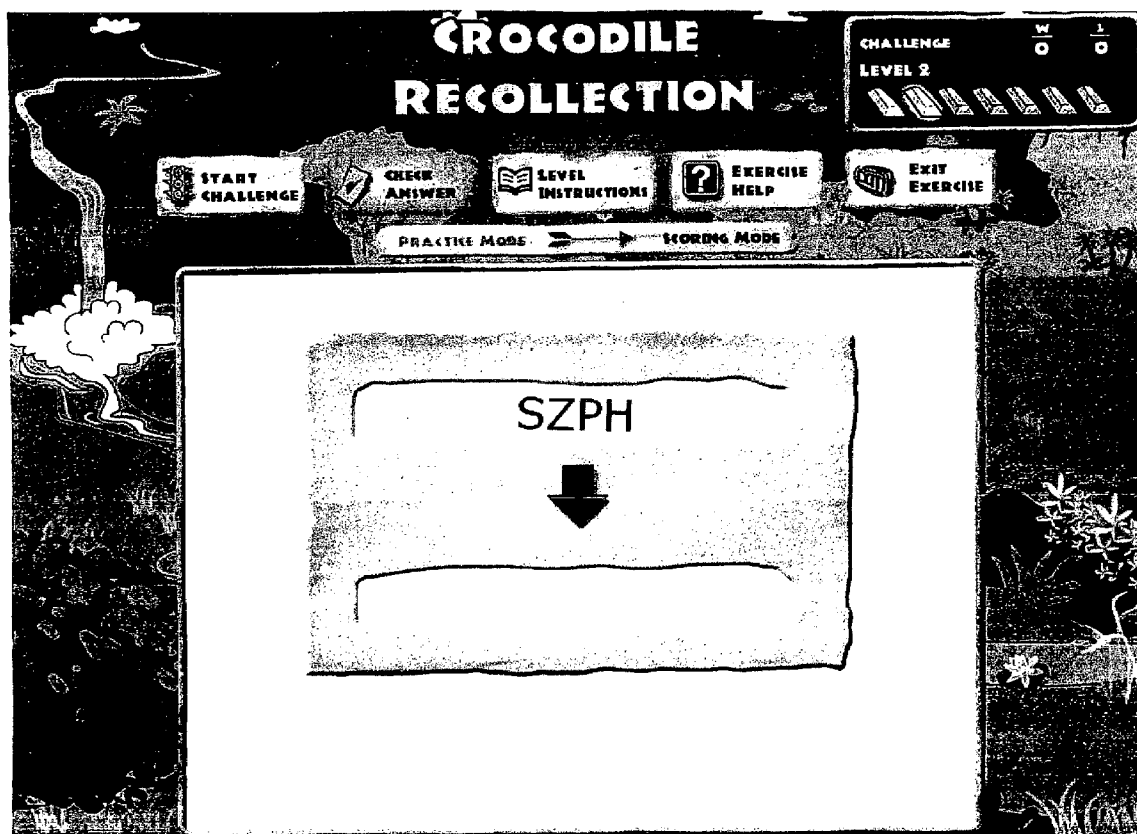 CROCODILE
RECOLLECTION
CHALLENGE W L
0 0
LEVEL 2
START
CHALLENGE
CHECK
ANSWER
LEVEL
INSTRUCTIONS
? EXERCISE
HELP
EXIT
EXERCISE
PRACTICE MODE SCORING MODE
SZPH